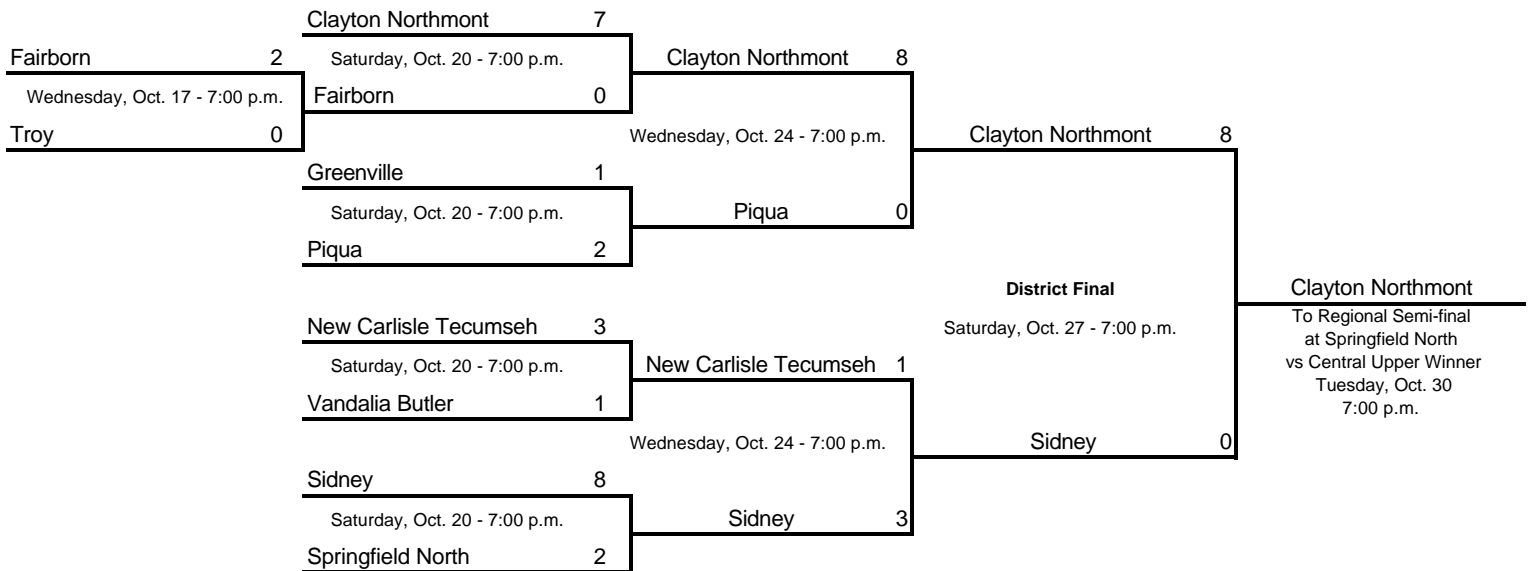 Clayton Northmont 7
Fairborn 2
Saturday, Oct. 20 - 7:00 p.m.
Clayton Northmont 8
Wednesday, Oct. 17 - 7:00 p.m.
Fairborn 0
Troy 0
Wednesday, Oct. 24 - 7:00 p.m.
Clayton Northmont 8
Greenville 1
Saturday, Oct. 20 - 7:00 p.m.
Piqua 0
Piqua 2
District Final
Clayton Northmont
New Carlisle Tecumseh 3
Saturday, Oct. 27 - 7:00 p.m.
To Regional Semi-final
at Springfield North
vs Central Upper Winner
Tuesday, Oct. 30
7:00 p.m.
Saturday, Oct. 20 - 7:00 p.m.
New Carlisle Tecumseh 1
Vandalia Butler 1
Wednesday, Oct. 24 - 7:00 p.m.
Sidney 0
Sidney 8
Saturday, Oct. 20 - 7:00 p.m.
Sidney 3
Springfield North 2